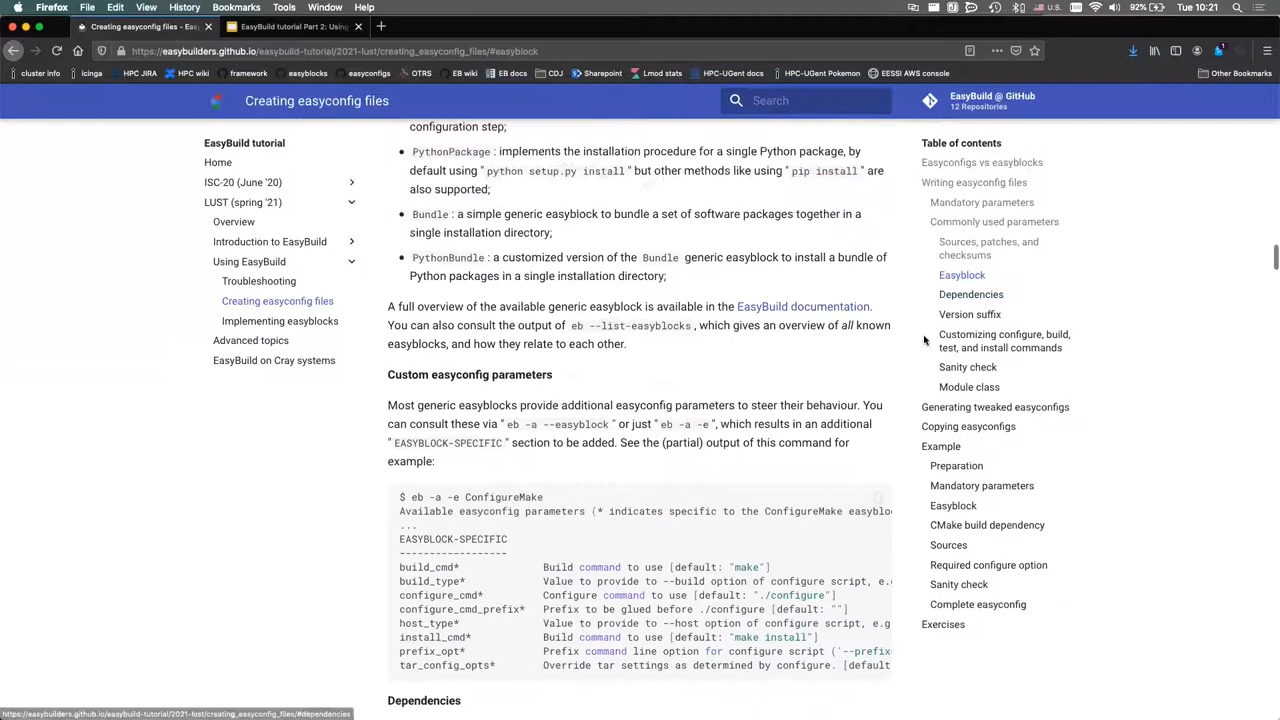 Firefox File Edit View History Bookmarks Tools Window Help
U.S. 92% Tue 10:21
Creating easyconfig files - Eas
EasyBuild tutorial Part 2: Using
https://easybuilders.github.io/easybuild-tutorial/2021-lust/creating_easyconfig_files/#easyblock
cluster info Icinga HPC JIRA HPC wiki framework easyblocks easyconfigs OTRS EB wiki EB docs CDJ Sharepoint Lmod stats HPC-UGent docs HPC-UGent Pokemon EESSI AWS console Other Bookmarks
Creating easyconfig files
Search
EasyBuild @ GitHub
12 Repositories
EasyBuild tutorial
Home
ISC-20 (June '20)
LUST (spring '21)
Overview
Introduction to EasyBuild
Using EasyBuild
Troubleshooting
Creating easyconfig files
Implementing easyblocks
Advanced topics
EasyBuild on Cray systems
configuration step;
PythonPackage : implements the installation procedure for a single Python package, by
default using "python setup.py install" but other methods like using "pip install" are
also supported;
Bundle : a simple generic easyblock to bundle a set of software packages together in a
single installation directory;
PythonBundle : a customized version of the Bundle generic easyblock to install a bundle of
Python packages in a single installation directory;
A full overview of the available generic easyblock is available in the EasyBuild documentation.
You can also consult the output of eb --list-easyblocks, which gives an overview of all known
easyblocks, and how they relate to each other.
Custom easyconfig parameters
Most generic easyblocks provide additional easyconfig parameters to steer their behaviour. You
can consult these via "eb -a --easyblock" or just "eb -a -e", which results in an additional
"EASYBLOCK-SPECIFIC" section to be added. See the (partial) output of this command for
example:
$ eb -a -e ConfigureMake
Available easyconfig parameters (* indicates specific to the ConfigureMake easyblo
...
EASYBLOCK-SPECIFIC
-----------------
build_cmd* Build command to use [default: "make"]
build_type* Value to provide to --build option of configure script, e.g
configure_cmd* Configure command to use [default: "./configure"]
configure_cmd_prefix* Prefix to be glued before ./configure [default: ""]
host_type* Value to provide to --host option of configure script, e.g
install_cmd* Build command to use [default: "make install"]
prefix_opt* Prefix command line option for configure script ('--prefix=
tar_config_opts* Override tar settings as determined by configure. [default
Dependencies
Table of contents
Easyconfigs vs easyblocks
Writing easyconfig files
Mandatory parameters
Commonly used parameters
Sources, patches, and
checksums
Easyblock
Dependencies
Version suffix
Customizing configure, build,
test, and install commands
Sanity check
Module class
Generating tweaked easyconfigs
Copying easyconfigs
Example
Preparation
Mandatory parameters
Easyblock
CMake build dependency
Sources
Required configure option
Sanity check
Complete easyconfig
Exercises
https://easybuilders.github.io/easybuild-tutorial/2021-lust/creating_easyconfig_files/#dependencies